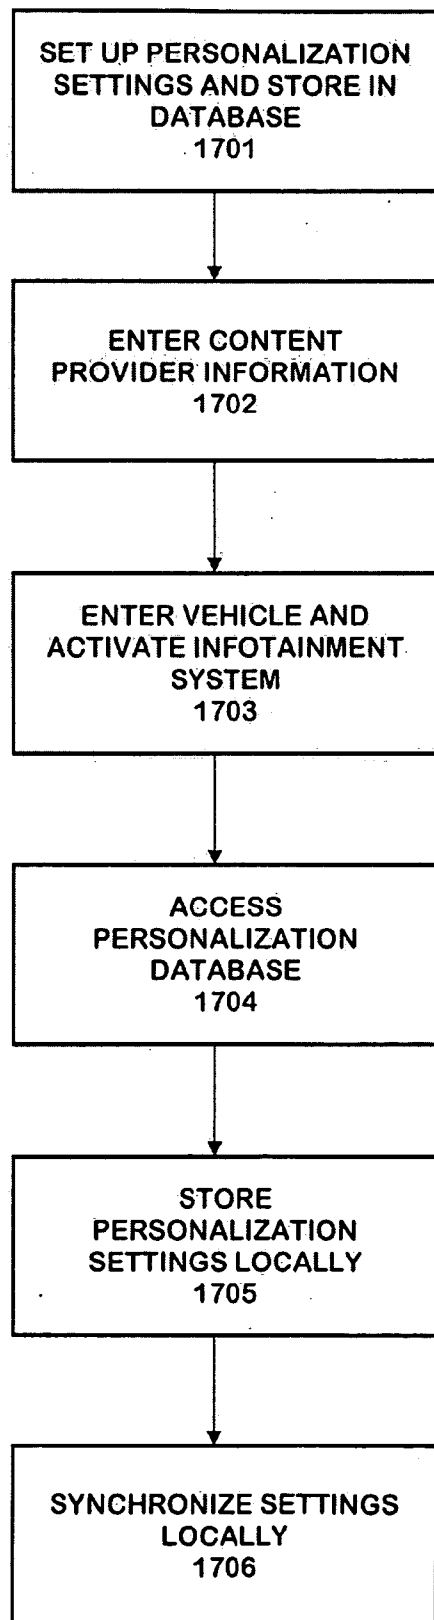 SET UP PERSONALIZATION
SETTINGS AND STORE IN
DATABASE
1701
ENTER CONTENT
PROVIDER INFORMATION
1702
ENTER VEHICLE AND
ACTIVATE INFOTAINMENT
SYSTEM
1703
ACCESS
PERSONALIZATION
DATABASE
1704
STORE
PERSONALIZATION
SETTINGS LOCALLY
1705
SYNCHRONIZE SETTINGS
LOCALLY
1706